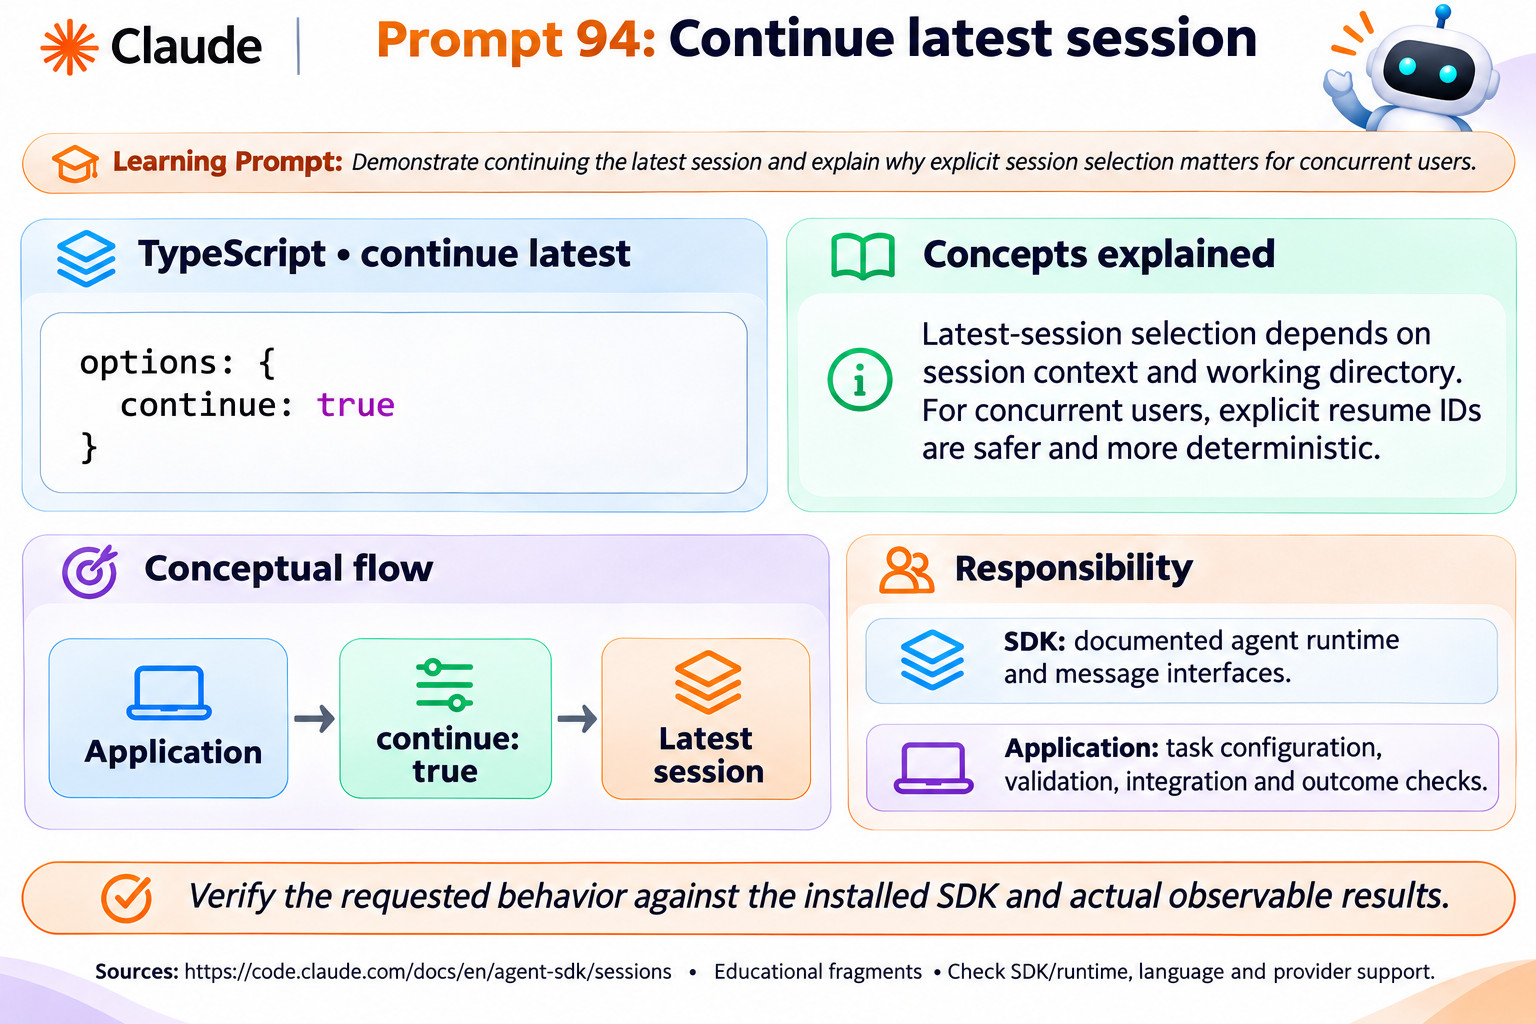 Claude
Prompt 94: Continue latest session
Learning Prompt: Demonstrate continuing the latest session and explain why explicit session selection matters for concurrent users.
TypeScript • continue latest
options: {
  continue: true
}
Concepts explained
i
Latest-session selection depends on
session context and working directory.
For concurrent users, explicit resume IDs
are safer and more deterministic.
Conceptual flow
Application
continue:
true
Latest
session
Responsibility
SDK: documented agent runtime
and message interfaces.
Application: task configuration,
validation, integration and outcome checks.
Verify the requested behavior against the installed SDK and actual observable results.
Sources: https://code.claude.com/docs/en/agent-sdk/sessions • Educational fragments • Check SDK/runtime, language and provider support.